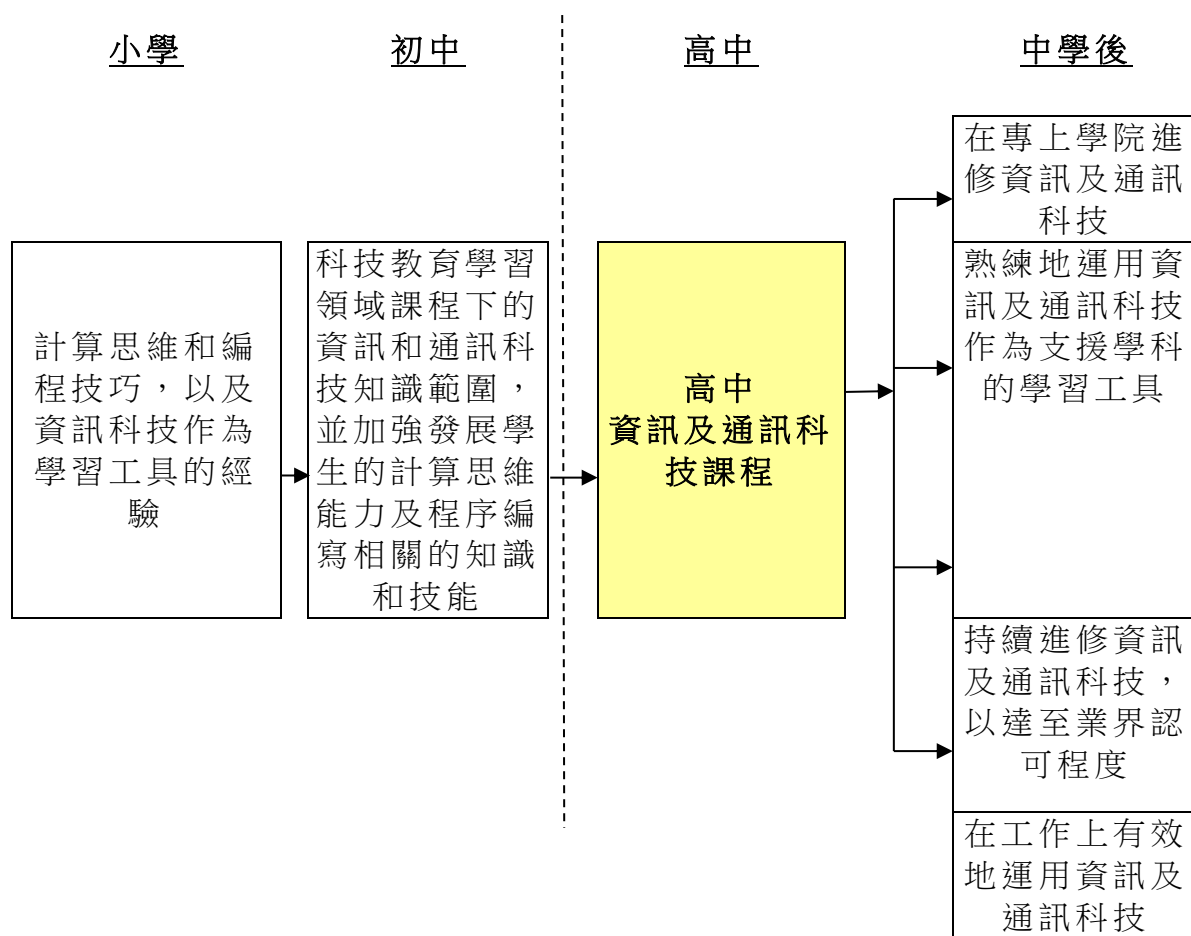 小學
初中
高中
中學後
計算思維和編
程技巧，以及
資訊科技作為
學習工具的經
驗
科技教育學習
領域課程下的
資訊和通訊科
技知識範圍，
並加強發展學
生的計算思維
能力及程序編
寫相關的知識
和技能
高中
資訊及通訊科
技課程
在專上學院進
修資訊及通訊
科技
熟練地運用資
訊及通訊科技
作為支援學科
的學習工具
持續進修資訊
及通訊科技，
以達至業界認
可程度
在工作上有效
地運用資訊及
通訊科技